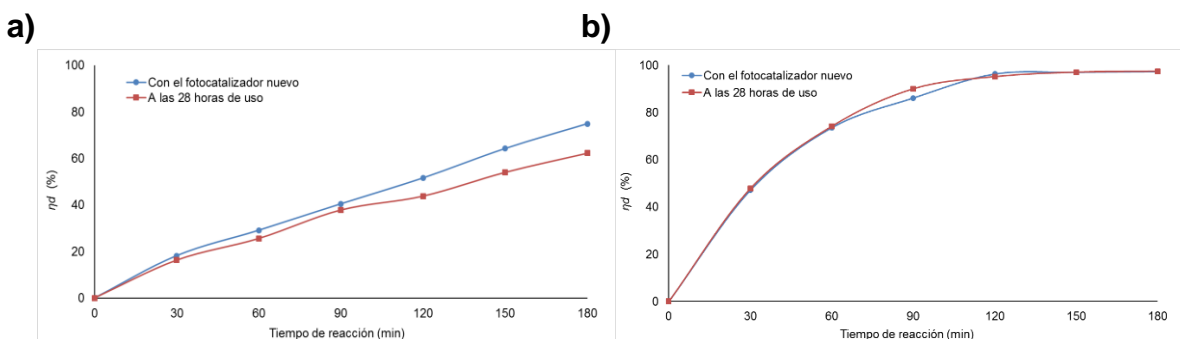 a)
100
80
60
40
20
0
ηd (%)
Con el fotocatalizador nuevo
A las 28 horas de uso
0 30 60 90 120 150 180
Tiempo de reacción (min)
b)
100
80
60
40
20
0
ηd (%)
Con el fotocatalizador nuevo
A las 28 horas de uso
0 30 60 90 120 150 180
Tiempo de reacción (min)